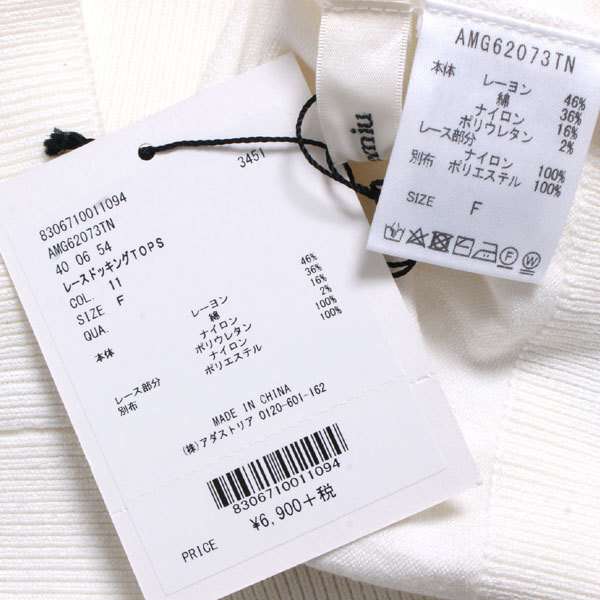 3451
8306710011094
AMG62073TN
40 06 54
レースドッキングTOPS
COL. 11
SIZE F
QUA.
本体 レーヨン 46%
綿 36%
ナイロン 16%
ポリウレタン 2%
レース部分 ナイロン 100%
別布 ポリエステル 100%
MADE IN CHINA
(株)アダストリア 0120-601-162
8306710011094
PRICE ¥6,900+税
AMG62073TN
本体 レーヨン 46%
綿 36%
ナイロン 16%
ポリウレタン 2%
レース部分
ナイロン 100%
別布 ポリエステル 100%
SIZE F